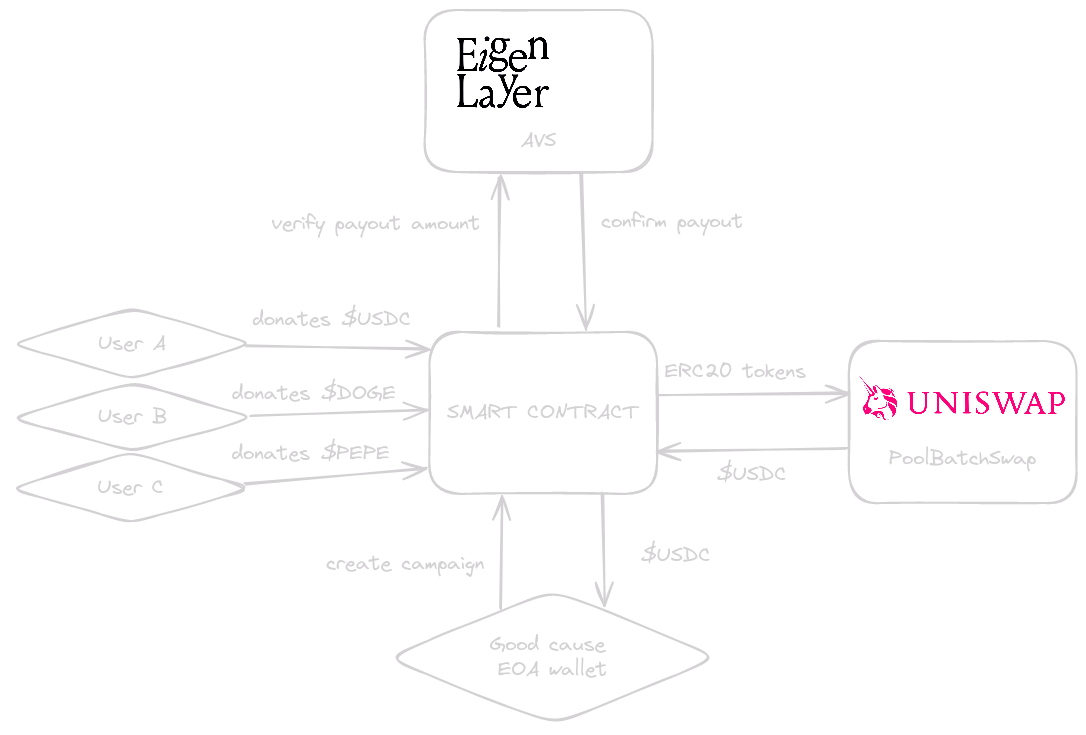 Eigen
Layer
AVS
verify payout amount
confirm payout
donates $USDC
User A
donates $DOGE
User B
donates $PEPE
User C
SMART CONTRACT
ERC20 tokens
UNISWAP
PoolBatchSwap
$USDC
create campaign
$USDC
Good cause
EOA wallet